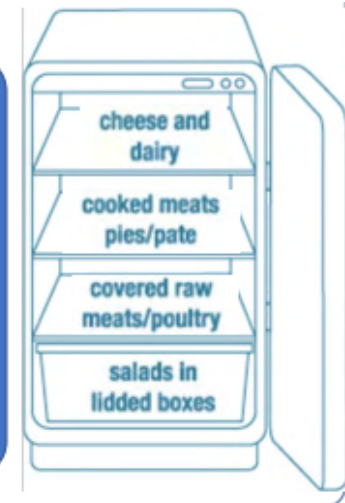 cheese and
dairy
cooked meats
pies/pate
covered raw
meats/poultry
salads in
lidded boxes